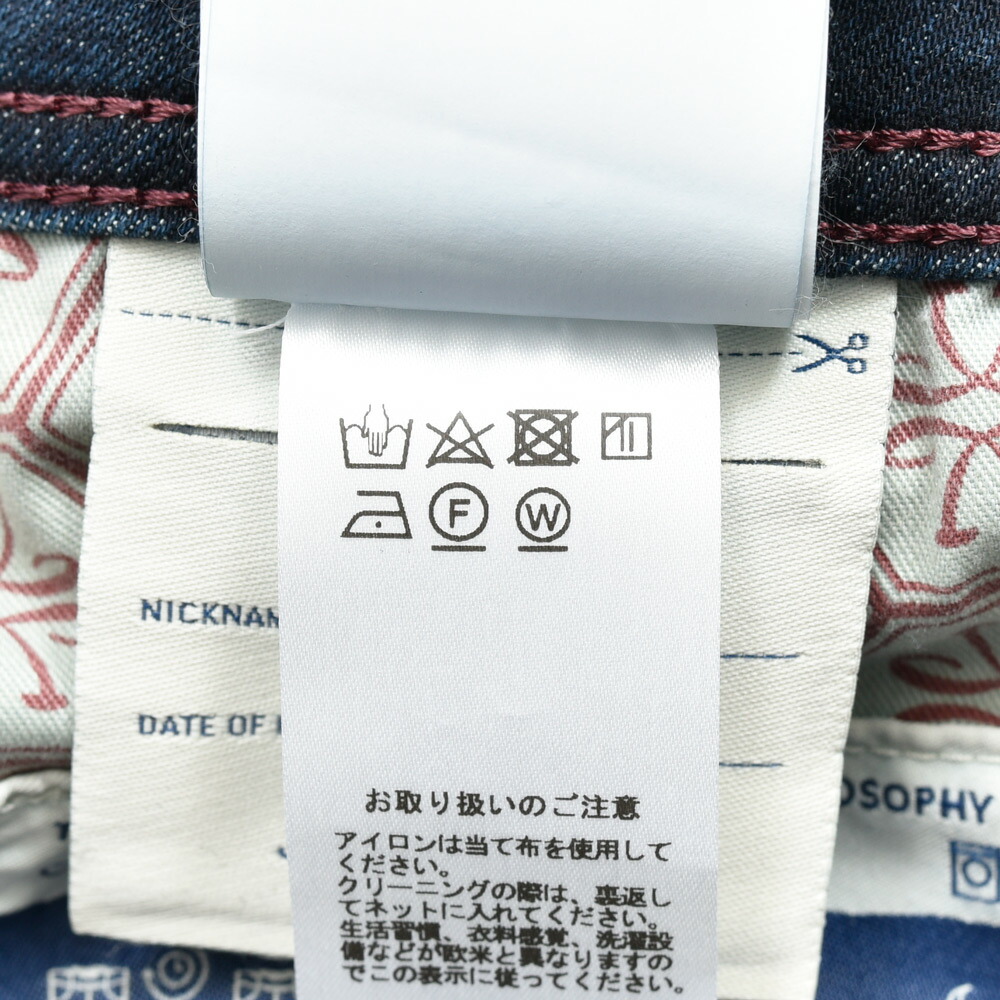 F W
NICKNAM
DATE OF
OSOPHY
お取り扱いのご注意
アイロンは当て布を使用して
ください。
クリーニングの際は、裏返し
てネットに入れてください。
生活習慣、衣料感覚、洗濯設
備などが欧米と異なりますの
でこの表示に従ってください。